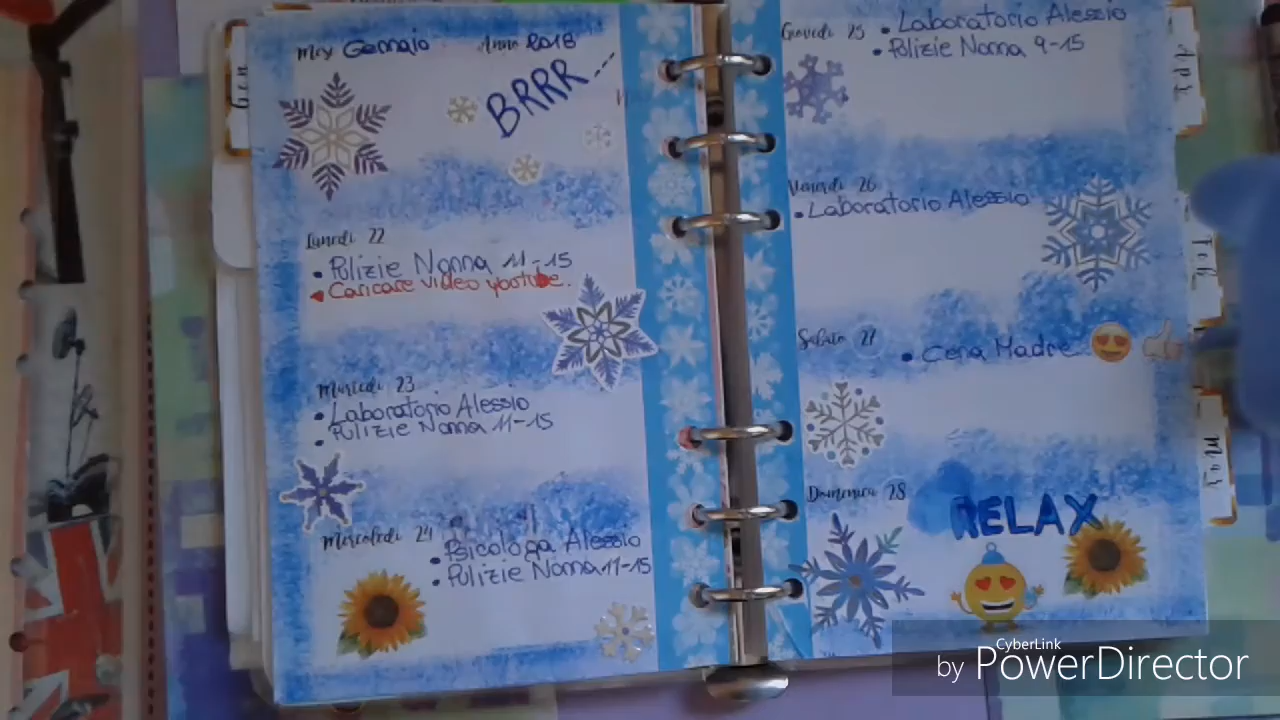 Gen
Mese Gennaio Anno 2018
BRRR
Lunedì 22
• Pulizie Nonna 11-15
Caricare video youtube.
Martedì 23
• Laboratorio Alessio
• Pulizie Nonna 11-15
Mercoledì 24
• Psicologa Alessio
• Pulizie Nonna 11-15
Giovedì 25
• Laboratorio Alessio
• Pulizie Nonna 9-15
Venerdì 26
• Laboratorio Alessio
Sabato 27
• Cena Madre
Domenica 28
RELAX
Mar
CyberLink
by PowerDirector